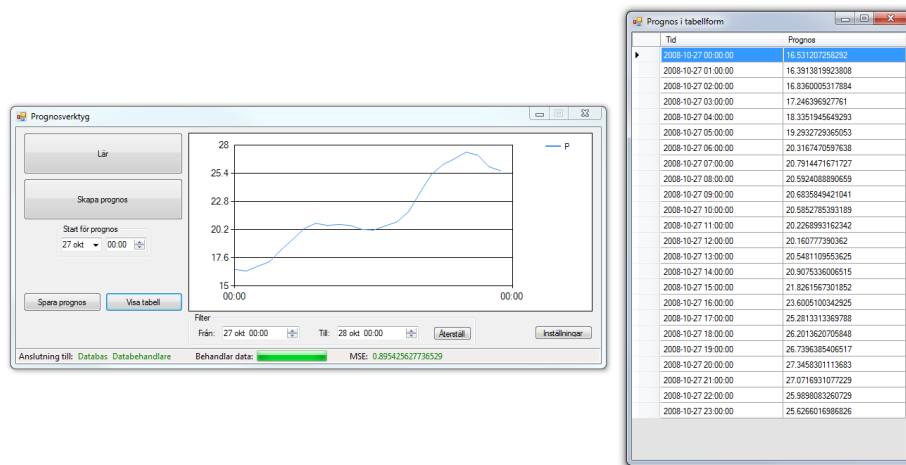 Prognosverktyg
Lär
Skapa prognos
Start för prognos
27 okt 00:00
Spara prognos Visa tabell
28
25.4
22.8
20.2
17.6
15
00:00 00:00
P
Filter
Från: 27 okt 00:00 Till: 28 okt 00:00 Återställ
Inställningar
Anslutning till: Databas Databehandlare Behandlar data: MSE: 0.895425627736529
Prognos i tabellform
Tid Prognos
2008-10-27 00:00:00 16.531207258292
2008-10-27 01:00:00 16.3913819923808
2008-10-27 02:00:00 16.8360005317884
2008-10-27 03:00:00 17.246396927761
2008-10-27 04:00:00 18.3351945649293
2008-10-27 05:00:00 19.2932729365053
2008-10-27 06:00:00 20.3167470597638
2008-10-27 07:00:00 20.7914471671727
2008-10-27 08:00:00 20.5924088890659
2008-10-27 09:00:00 20.6835849421041
2008-10-27 10:00:00 20.5852785393189
2008-10-27 11:00:00 20.2268993162342
2008-10-27 12:00:00 20.160777390362
2008-10-27 13:00:00 20.5481109553625
2008-10-27 14:00:00 20.9075336006515
2008-10-27 15:00:00 21.8261567301852
2008-10-27 16:00:00 23.6005100342925
2008-10-27 17:00:00 25.2813313369788
2008-10-27 18:00:00 26.2013620705848
2008-10-27 19:00:00 26.7396385406517
2008-10-27 20:00:00 27.3458301113683
2008-10-27 21:00:00 27.0716931077229
2008-10-27 22:00:00 25.9898083260729
2008-10-27 23:00:00 25.6266016986826